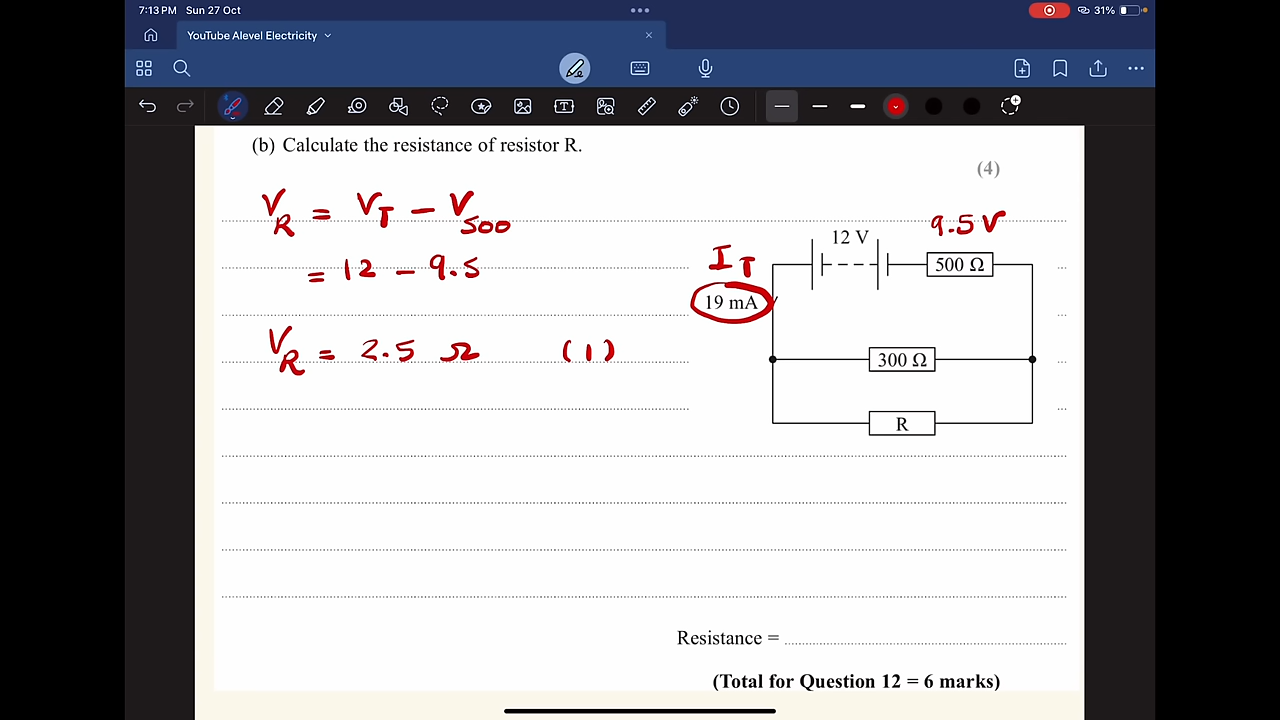 7:13 PM Sun 27 Oct
31%
YouTube Alevel Electricity
(b) Calculate the resistance of resistor R.
(4)
V_R = V_T - V_500
9.5 V
12 V
= 12 - 9.5
I_T
500 Ω
19 mA
V_R = 2.5 Ω (1)
300 Ω
R
Resistance =
(Total for Question 12 = 6 marks)